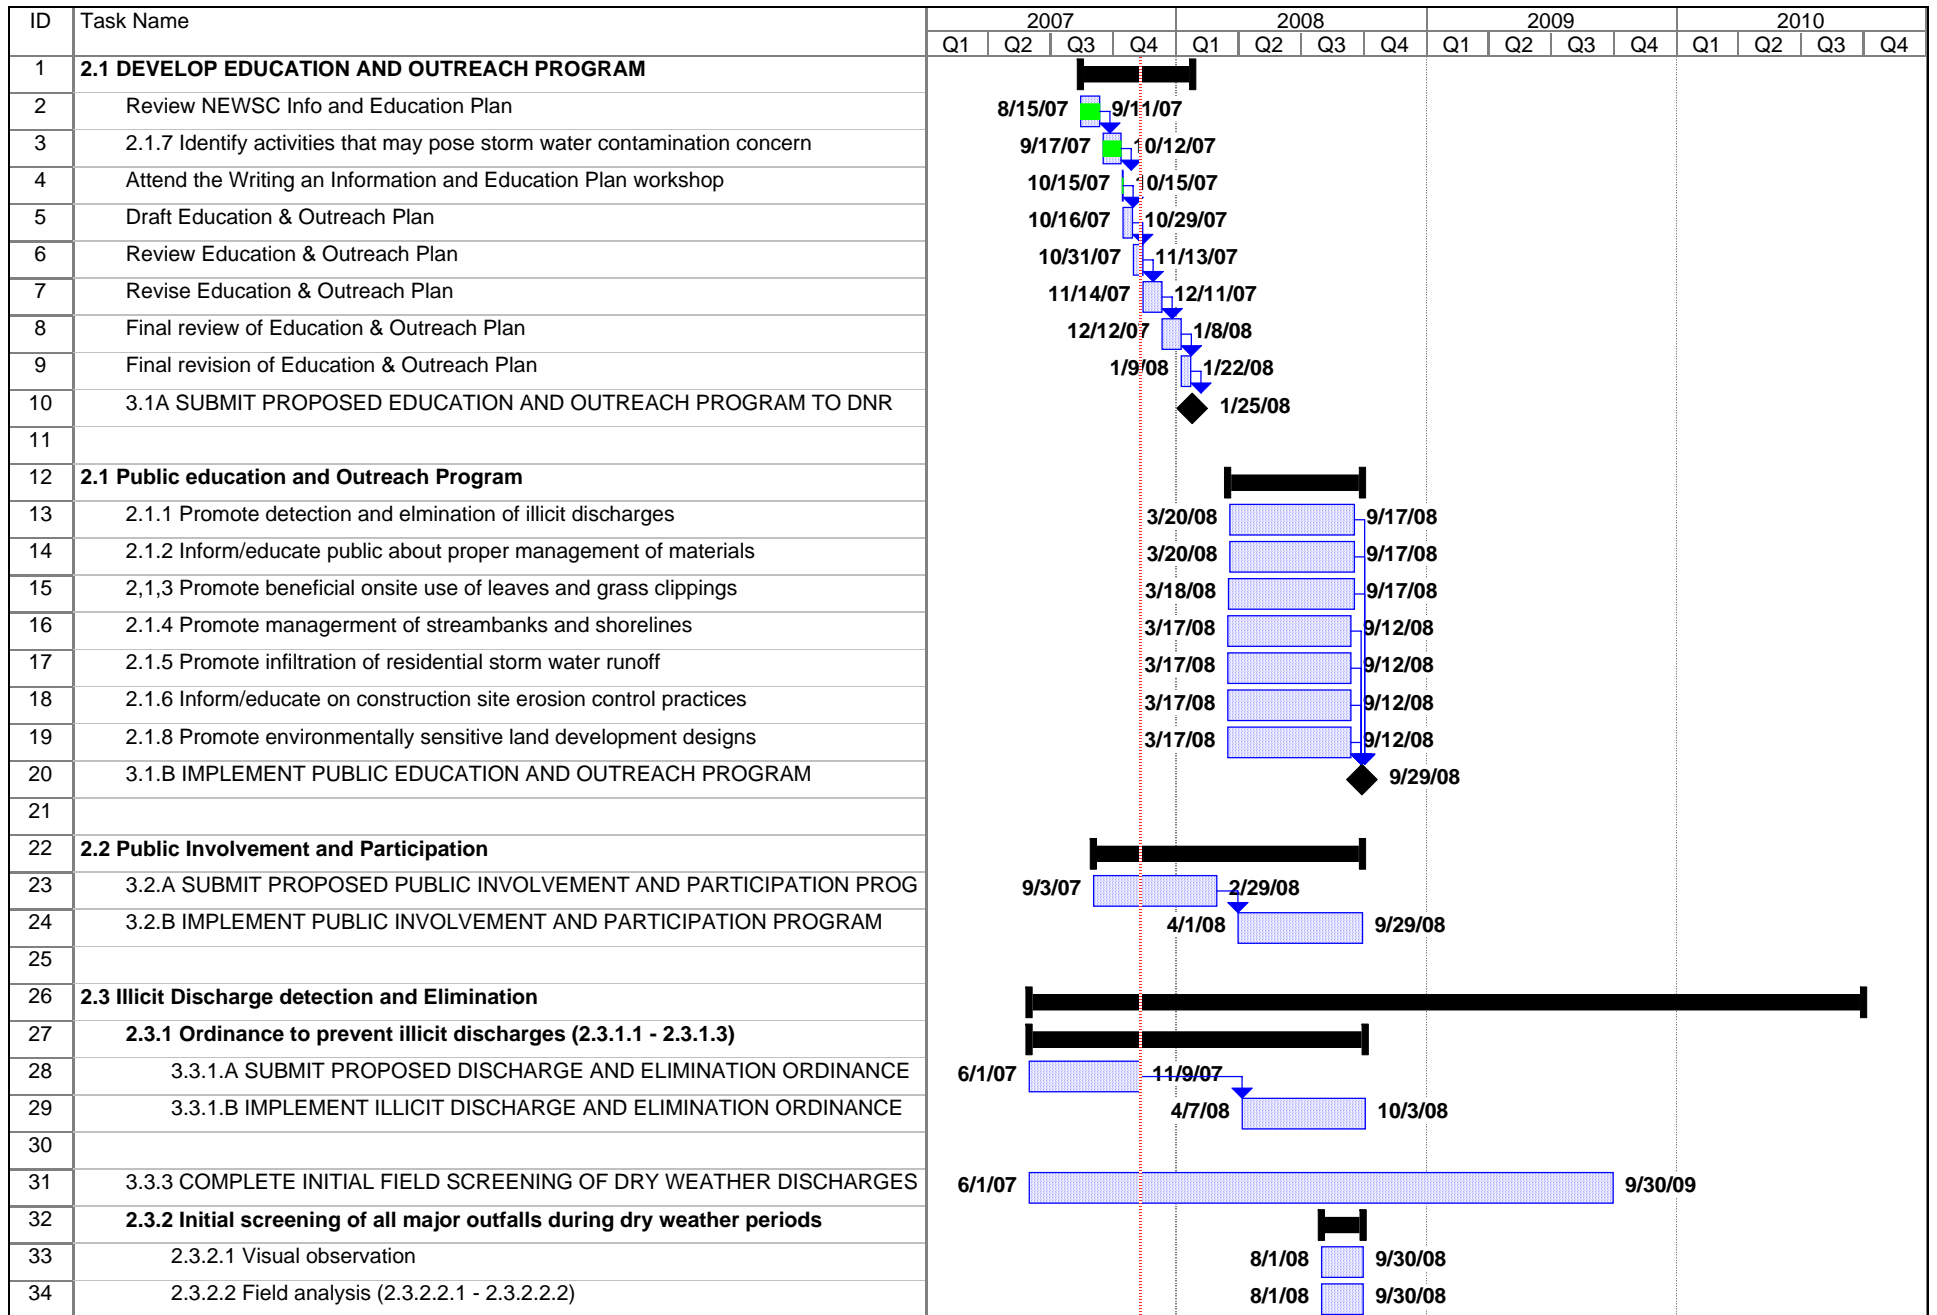 ID Task Name 2007 2008 2009 2010
Q1 Q2 Q3 Q4 Q1 Q2 Q3 Q4 Q1 Q2 Q3 Q4 Q1 Q2 Q3 Q4
1 2.1 DEVELOP EDUCATION AND OUTREACH PROGRAM
2 Review NEWSC Info and Education Plan 8/15/07 9/11/07
3 2.1.7 Identify activities that may pose storm water contamination concern 9/17/07 10/12/07
4 Attend the Writing an Information and Education Plan workshop 10/15/07 10/15/07
5 Draft Education & Outreach Plan 10/16/07 10/29/07
6 Review Education & Outreach Plan 10/31/07 11/13/07
7 Revise Education & Outreach Plan 11/14/07 12/11/07
8 Final review of Education & Outreach Plan 12/12/07 1/8/08
9 Final revision of Education & Outreach Plan 1/9/08 1/22/08
10 3.1A SUBMIT PROPOSED EDUCATION AND OUTREACH PROGRAM TO DNR 1/25/08
11
12 2.1 Public education and Outreach Program
13 2.1.1 Promote detection and elmination of illicit discharges 3/20/08 9/17/08
14 2.1.2 Inform/educate public about proper management of materials 3/20/08 9/17/08
15 2,1,3 Promote beneficial onsite use of leaves and grass clippings 3/18/08 9/17/08
16 2.1.4 Promote managerment of streambanks and shorelines 3/17/08 9/12/08
17 2.1.5 Promote infiltration of residential storm water runoff 3/17/08 9/12/08
18 2.1.6 Inform/educate on construction site erosion control practices 3/17/08 9/12/08
19 2.1.8 Promote environmentally sensitive land development designs 3/17/08 9/12/08
20 3.1.B IMPLEMENT PUBLIC EDUCATION AND OUTREACH PROGRAM 9/29/08
21
22 2.2 Public Involvement and Participation
23 3.2.A SUBMIT PROPOSED PUBLIC INVOLVEMENT AND PARTICIPATION PROG 9/3/07 2/29/08
24 3.2.B IMPLEMENT PUBLIC INVOLVEMENT AND PARTICIPATION PROGRAM 4/1/08 9/29/08
25
26 2.3 Illicit Discharge detection and Elimination
27 2.3.1 Ordinance to prevent illicit discharges (2.3.1.1 - 2.3.1.3)
28 3.3.1.A SUBMIT PROPOSED DISCHARGE AND ELIMINATION ORDINANCE 6/1/07 11/9/07
29 3.3.1.B IMPLEMENT ILLICIT DISCHARGE AND ELIMINATION ORDINANCE 4/7/08 10/3/08
30
31 3.3.3 COMPLETE INITIAL FIELD SCREENING OF DRY WEATHER DISCHARGES 6/1/07 9/30/09
32 2.3.2 Initial screening of all major outfalls during dry weather periods
33 2.3.2.1 Visual observation 8/1/08 9/30/08
34 2.3.2.2 Field analysis (2.3.2.2.1 - 2.3.2.2.2) 8/1/08 9/30/08